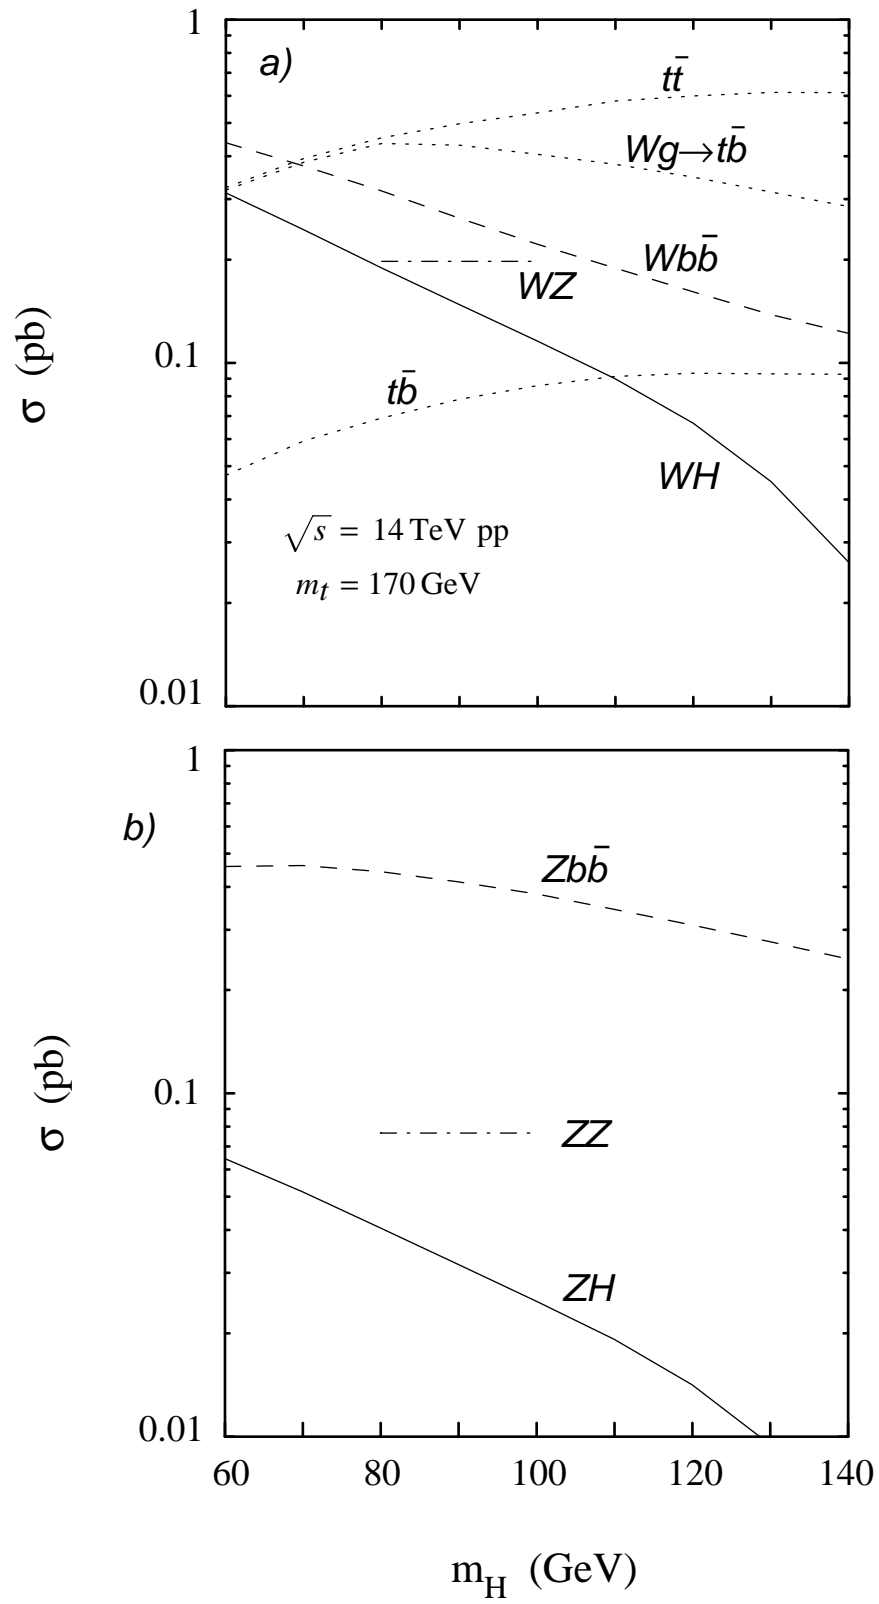 1
a)
tt̄
Wg→tb̄
Wbb̄
WZ
0.1
σ (pb)
tb̄
WH
√s = 14 TeV pp
m_t = 170 GeV
0.01
1
b)
Zbb̄
σ (pb)
0.1
ZZ
ZH
0.01
60 80 100 120 140
m_H (GeV)